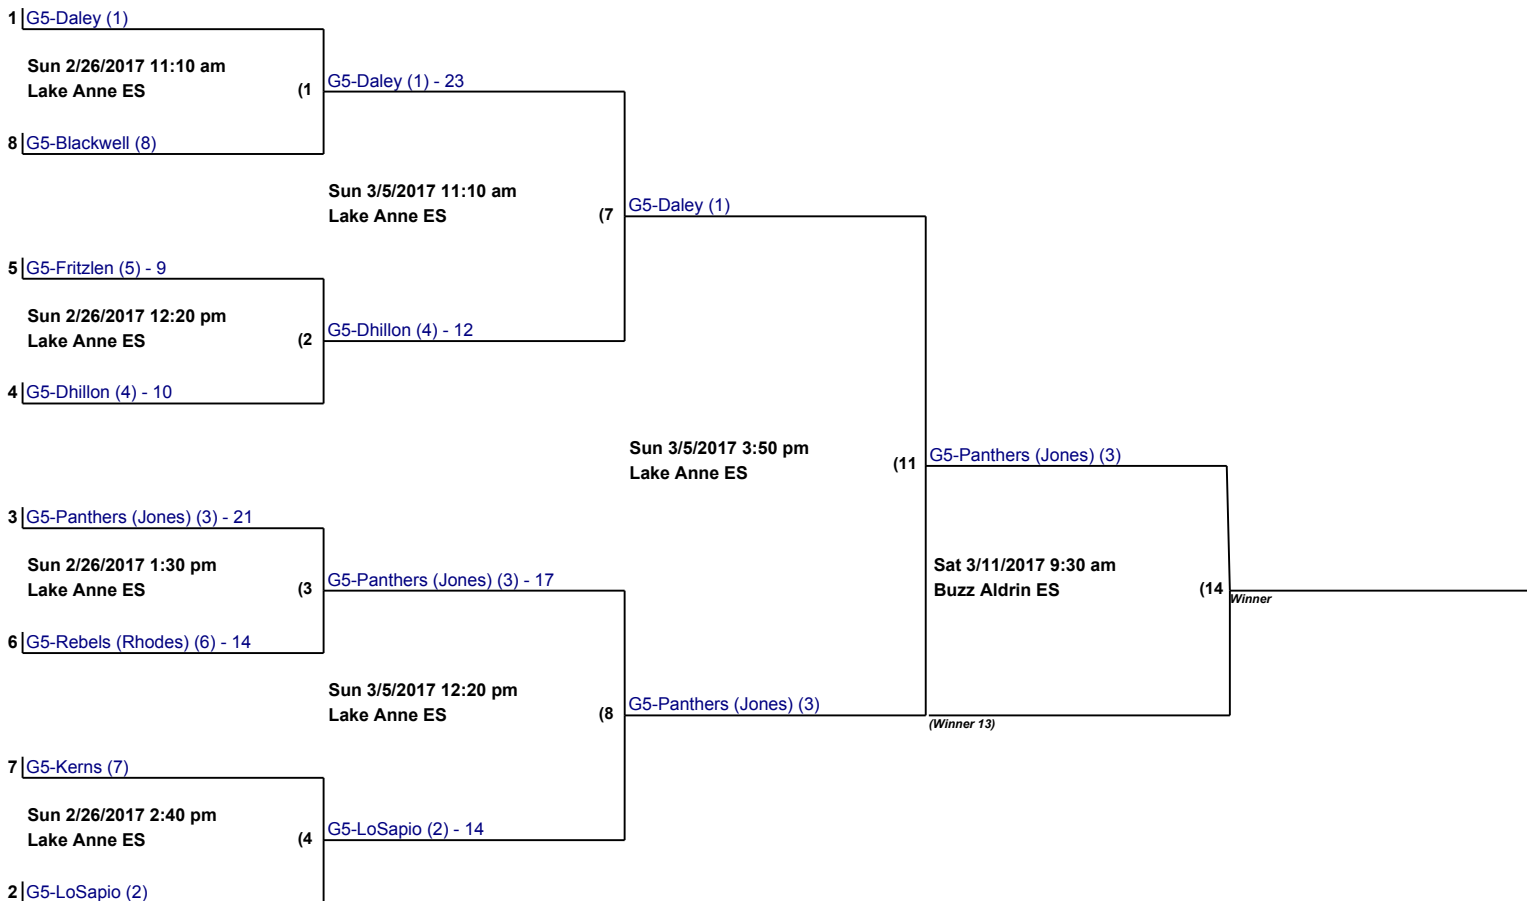 1 G5-Daley (1)
Sun 2/26/2017 11:10 am
Lake Anne ES
(1
8 G5-Blackwell (8)
G5-Daley (1) - 23
Sun 3/5/2017 11:10 am
Lake Anne ES
(7
5 G5-Fritzlen (5) - 9
Sun 2/26/2017 12:20 pm
Lake Anne ES
(2
4 G5-Dhillon (4) - 10
G5-Dhillon (4) - 12
G5-Daley (1)
Sun 3/5/2017 3:50 pm
Lake Anne ES
(11
3 G5-Panthers (Jones) (3) - 21
Sun 2/26/2017 1:30 pm
Lake Anne ES
(3
6 G5-Rebels (Rhodes) (6) - 14
G5-Panthers (Jones) (3) - 17
Sun 3/5/2017 12:20 pm
Lake Anne ES
(8
7 G5-Kerns (7)
Sun 2/26/2017 2:40 pm
Lake Anne ES
(4
2 G5-LoSapio (2)
G5-LoSapio (2) - 14
G5-Panthers (Jones) (3)
G5-Panthers (Jones) (3)
Sat 3/11/2017 9:30 am
Buzz Aldrin ES
(14
(Winner 13)
Winner